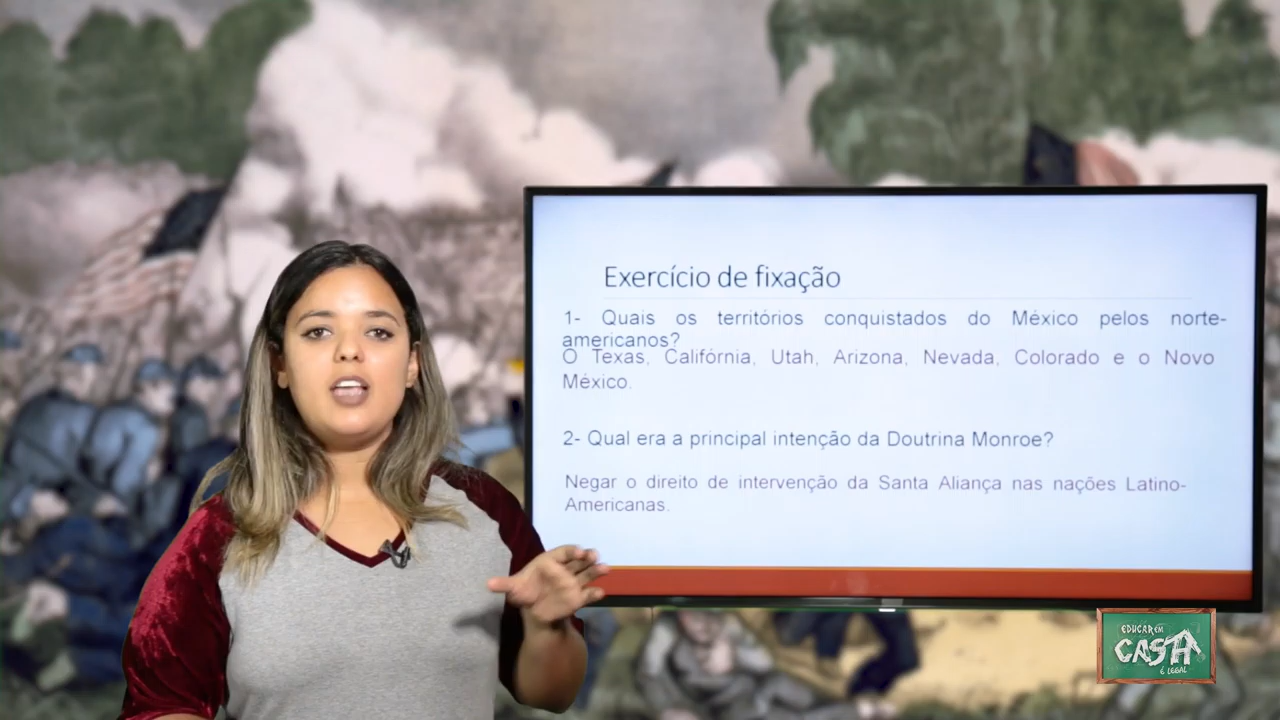 Exercício de fixação
1- Quais os territórios conquistados do México pelos norte-
americanos?
O Texas, Califórnia, Utah, Arizona, Nevada, Colorado e o Novo
México.
2- Qual era a principal intenção da Doutrina Monroe?
Negar o direito de intervenção da Santa Aliança nas nações Latino-
Americanas.
EDUCAR EM
CASA
É LEGAL